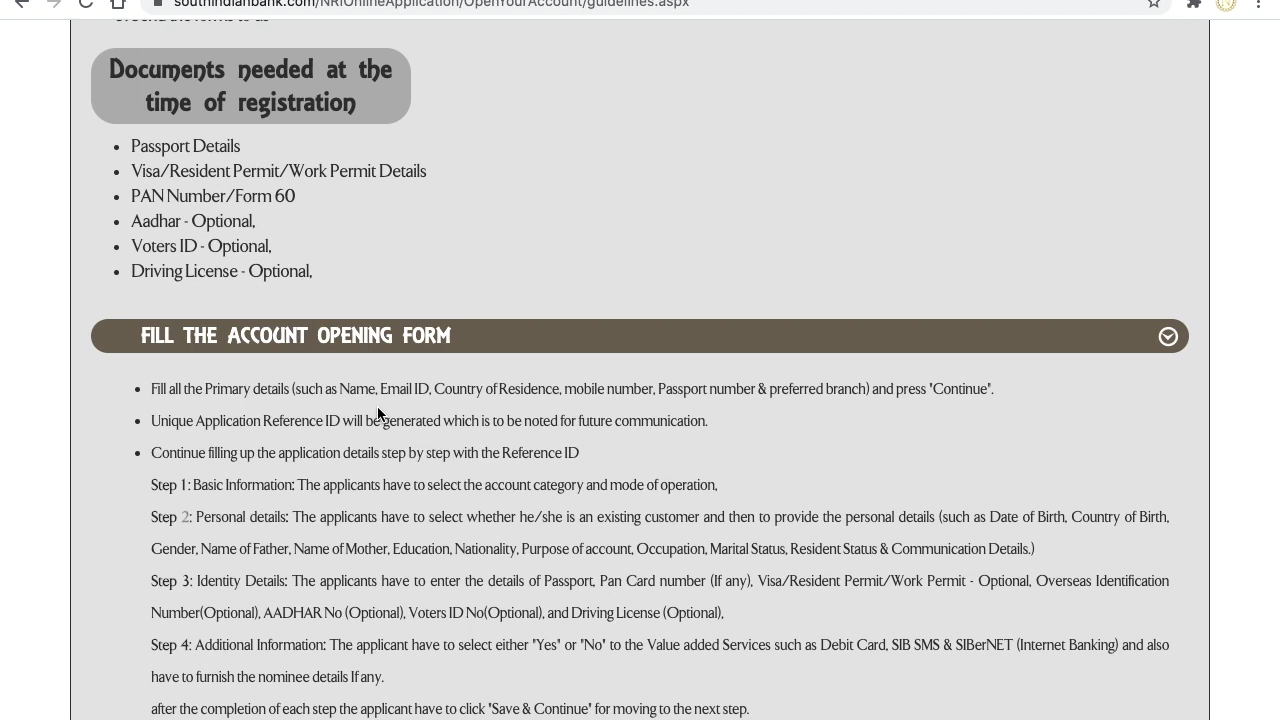 southindianbank.com/NRIOnlineApplication/OpenYourAccount/guidelines.aspx
Documents needed at the
time of registration
• Passport Details
• Visa/Resident Permit/Work Permit Details
• PAN Number/Form 60
• Aadhar - Optional,
• Voters ID - Optional,
• Driving License - Optional,
FILL THE ACCOUNT OPENING FORM
• Fill all the Primary details (such as Name, Email ID, Country of Residence, mobile number, Passport number & preferred branch) and press "Continue".
• Unique Application Reference ID will be generated which is to be noted for future communication.
• Continue filling up the application details step by step with the Reference ID
Step 1: Basic Information: The applicants have to select the account category and mode of operation,
Step 2: Personal details: The applicants have to select whether he/she is an existing customer and then to provide the personal details (such as Date of Birth, Country of Birth,
Gender, Name of Father, Name of Mother, Education, Nationality, Purpose of account, Occupation, Marital Status, Resident Status & Communication Details.)
Step 3: Identity Details: The applicants have to enter the details of Passport, Pan Card number (If any), Visa/Resident Permit/Work Permit - Optional, Overseas Identification
Number(Optional), AADHAR No (Optional), Voters ID No(Optional), and Driving License (Optional),
Step 4: Additional Information: The applicant have to select either "Yes" or "No" to the Value added Services such as Debit Card, SIB SMS & SIBerNET (Internet Banking) and also
have to furnish the nominee details If any.
after the completion of each step the applicant have to click "Save & Continue" for moving to the next step.